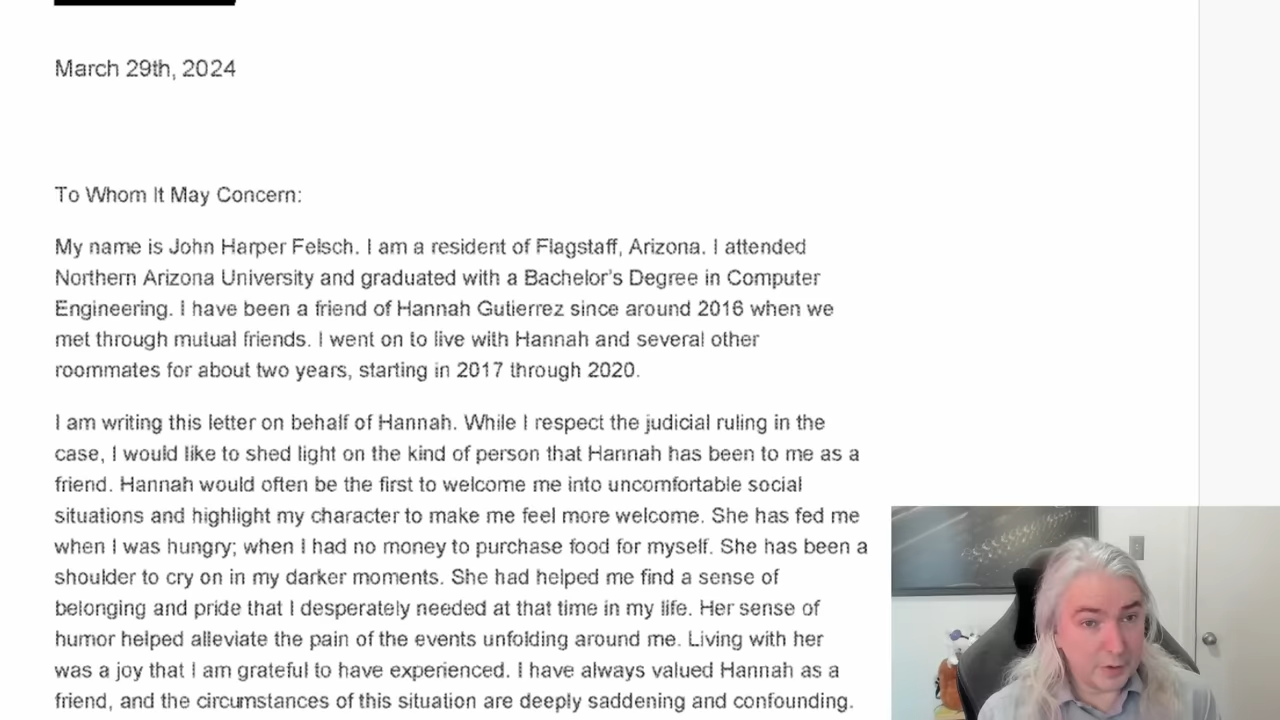 March 29th, 2024
To Whom It May Concern:
My name is John Harper Felsch. I am a resident of Flagstaff, Arizona. I attended
Northern Arizona University and graduated with a Bachelor's Degree in Computer
Engineering. I have been a friend of Hannah Gutierrez since around 2016 when we
met through mutual friends. I went on to live with Hannah and several other
roommates for about two years, starting in 2017 through 2020.
I am writing this letter on behalf of Hannah. While I respect the judicial ruling in the
case, I would like to shed light on the kind of person that Hannah has been to me as a
friend. Hannah would often be the first to welcome me into uncomfortable social
situations and highlight my character to make me feel more welcome. She has fed me
when I was hungry; when I had no money to purchase food for myself. She has been a
shoulder to cry on in my darker moments. She had helped me find a sense of
belonging and pride that I desperately needed at that time in my life. Her sense of
humor helped alleviate the pain of the events unfolding around me. Living with her
was a joy that I am grateful to have experienced. I have always valued Hannah as a
friend, and the circumstances of this situation are deeply saddening and confounding.